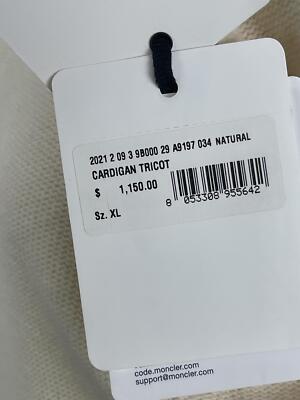 2021 2 09 3 9B000 29 A9197 034 NATURAL
CARDIGAN TRICOT
$ 1,150.00
Sz. XL
8 053308 955642
code.moncler.com
support@moncler.com